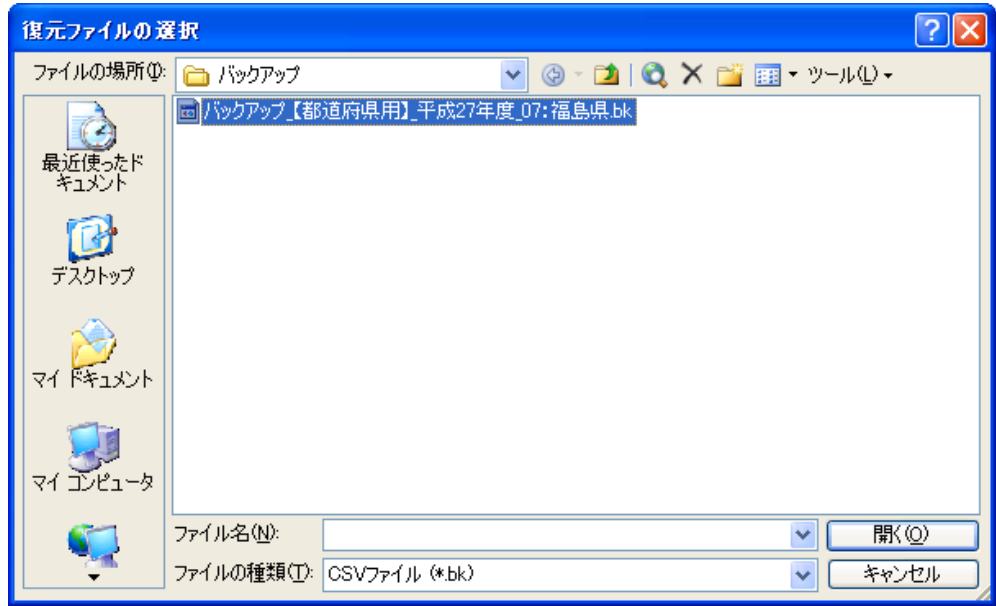 復元ファイルの選択
ファイルの場所(I):
バックアップ
ツール(L)
バックアップ_【都道府県用】_平成27年度_07：福島県.bk
最近使ったド
キュメント
デスクトップ
マイ ドキュメント
マイ コンピュータ
ファイル名(N):
開く(O)
ファイルの種類(T):
CSVファイル (*.bk)
キャンセル